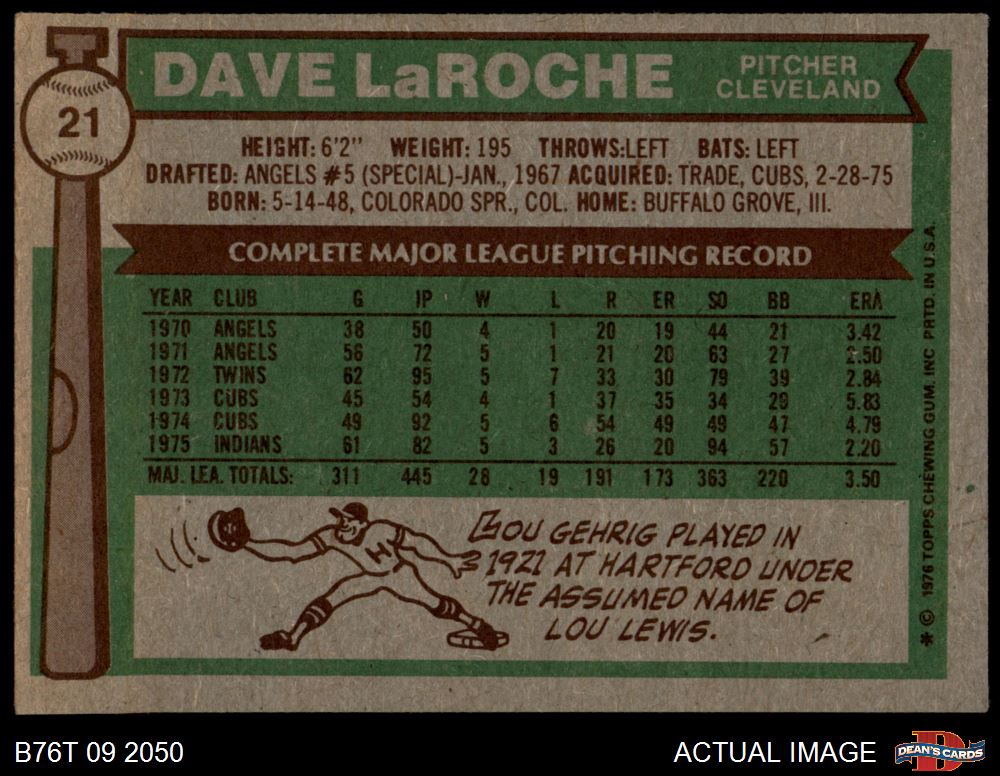 21
DAVE LaROCHE
PITCHER
CLEVELAND
HEIGHT: 6'2" WEIGHT: 195 THROWS:LEFT BATS: LEFT
DRAFTED: ANGELS #5 (SPECIAL)-JAN., 1967 ACQUIRED: TRADE, CUBS, 2-28-75
BORN: 5-14-48, COLORADO SPR., COL. HOME: BUFFALO GROVE, Ill.
COMPLETE MAJOR LEAGUE PITCHING RECORD
YEAR CLUB G IP W L R ER SO BB ERA
1970 ANGELS 38 50 4 1 20 19 44 21 3.42
1971 ANGELS 56 72 5 1 21 20 63 27 2.50
1972 TWINS 62 95 5 7 33 30 79 39 2.84
1973 CUBS 45 54 4 1 37 35 34 29 5.83
1974 CUBS 49 92 5 6 54 49 49 47 4.79
1975 INDIANS 61 82 5 3 26 20 94 57 2.20
MAJ. LEA. TOTALS: 311 445 28 19 191 173 363 220 3.50
H
LOU GEHRIG PLAYED IN
1921 AT HARTFORD UNDER
THE ASSUMED NAME OF
LOU LEWIS.
* © 1976 TOPPS CHEWING GUM, INC PRTD. IN U.S.A.
B76T 09 2050
ACTUAL IMAGE
D
DEAN'S CARDS